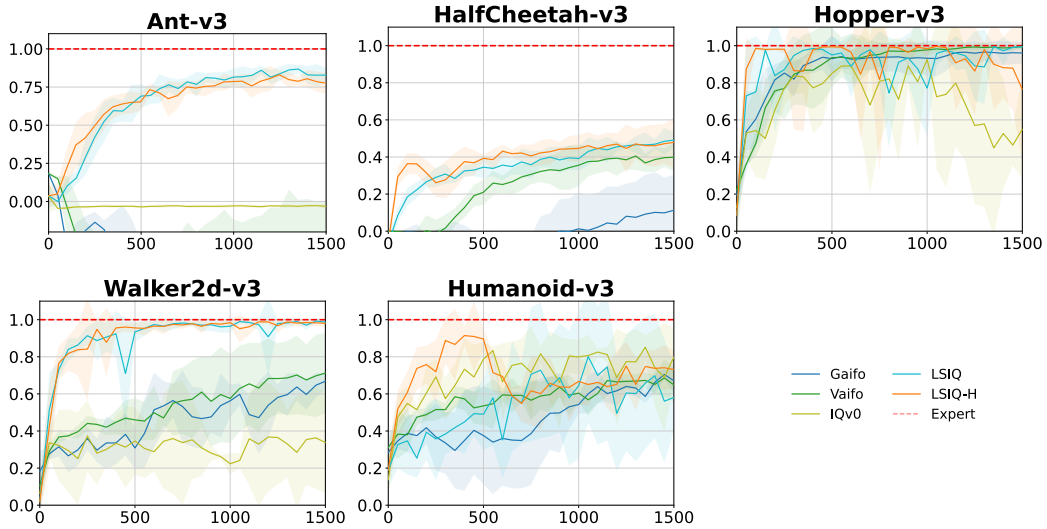 Ant-v3
1.00
0.75
0.50
0.25
0.00
0 500 1000 1500
HalfCheetah-v3
1.0
0.8
0.6
0.4
0.2
0.0
0 500 1000 1500
Hopper-v3
1.0
0.8
0.6
0.4
0.2
0.0
0 500 1000 1500
Walker2d-v3
1.0
0.8
0.6
0.4
0.2
0.0
0 500 1000 1500
Humanoid-v3
1.0
0.8
0.6
0.4
0.2
0.0
0 500 1000 1500
Gaifo
Vaifo
IQv0
LSIQ
LSIQ-H
Expert